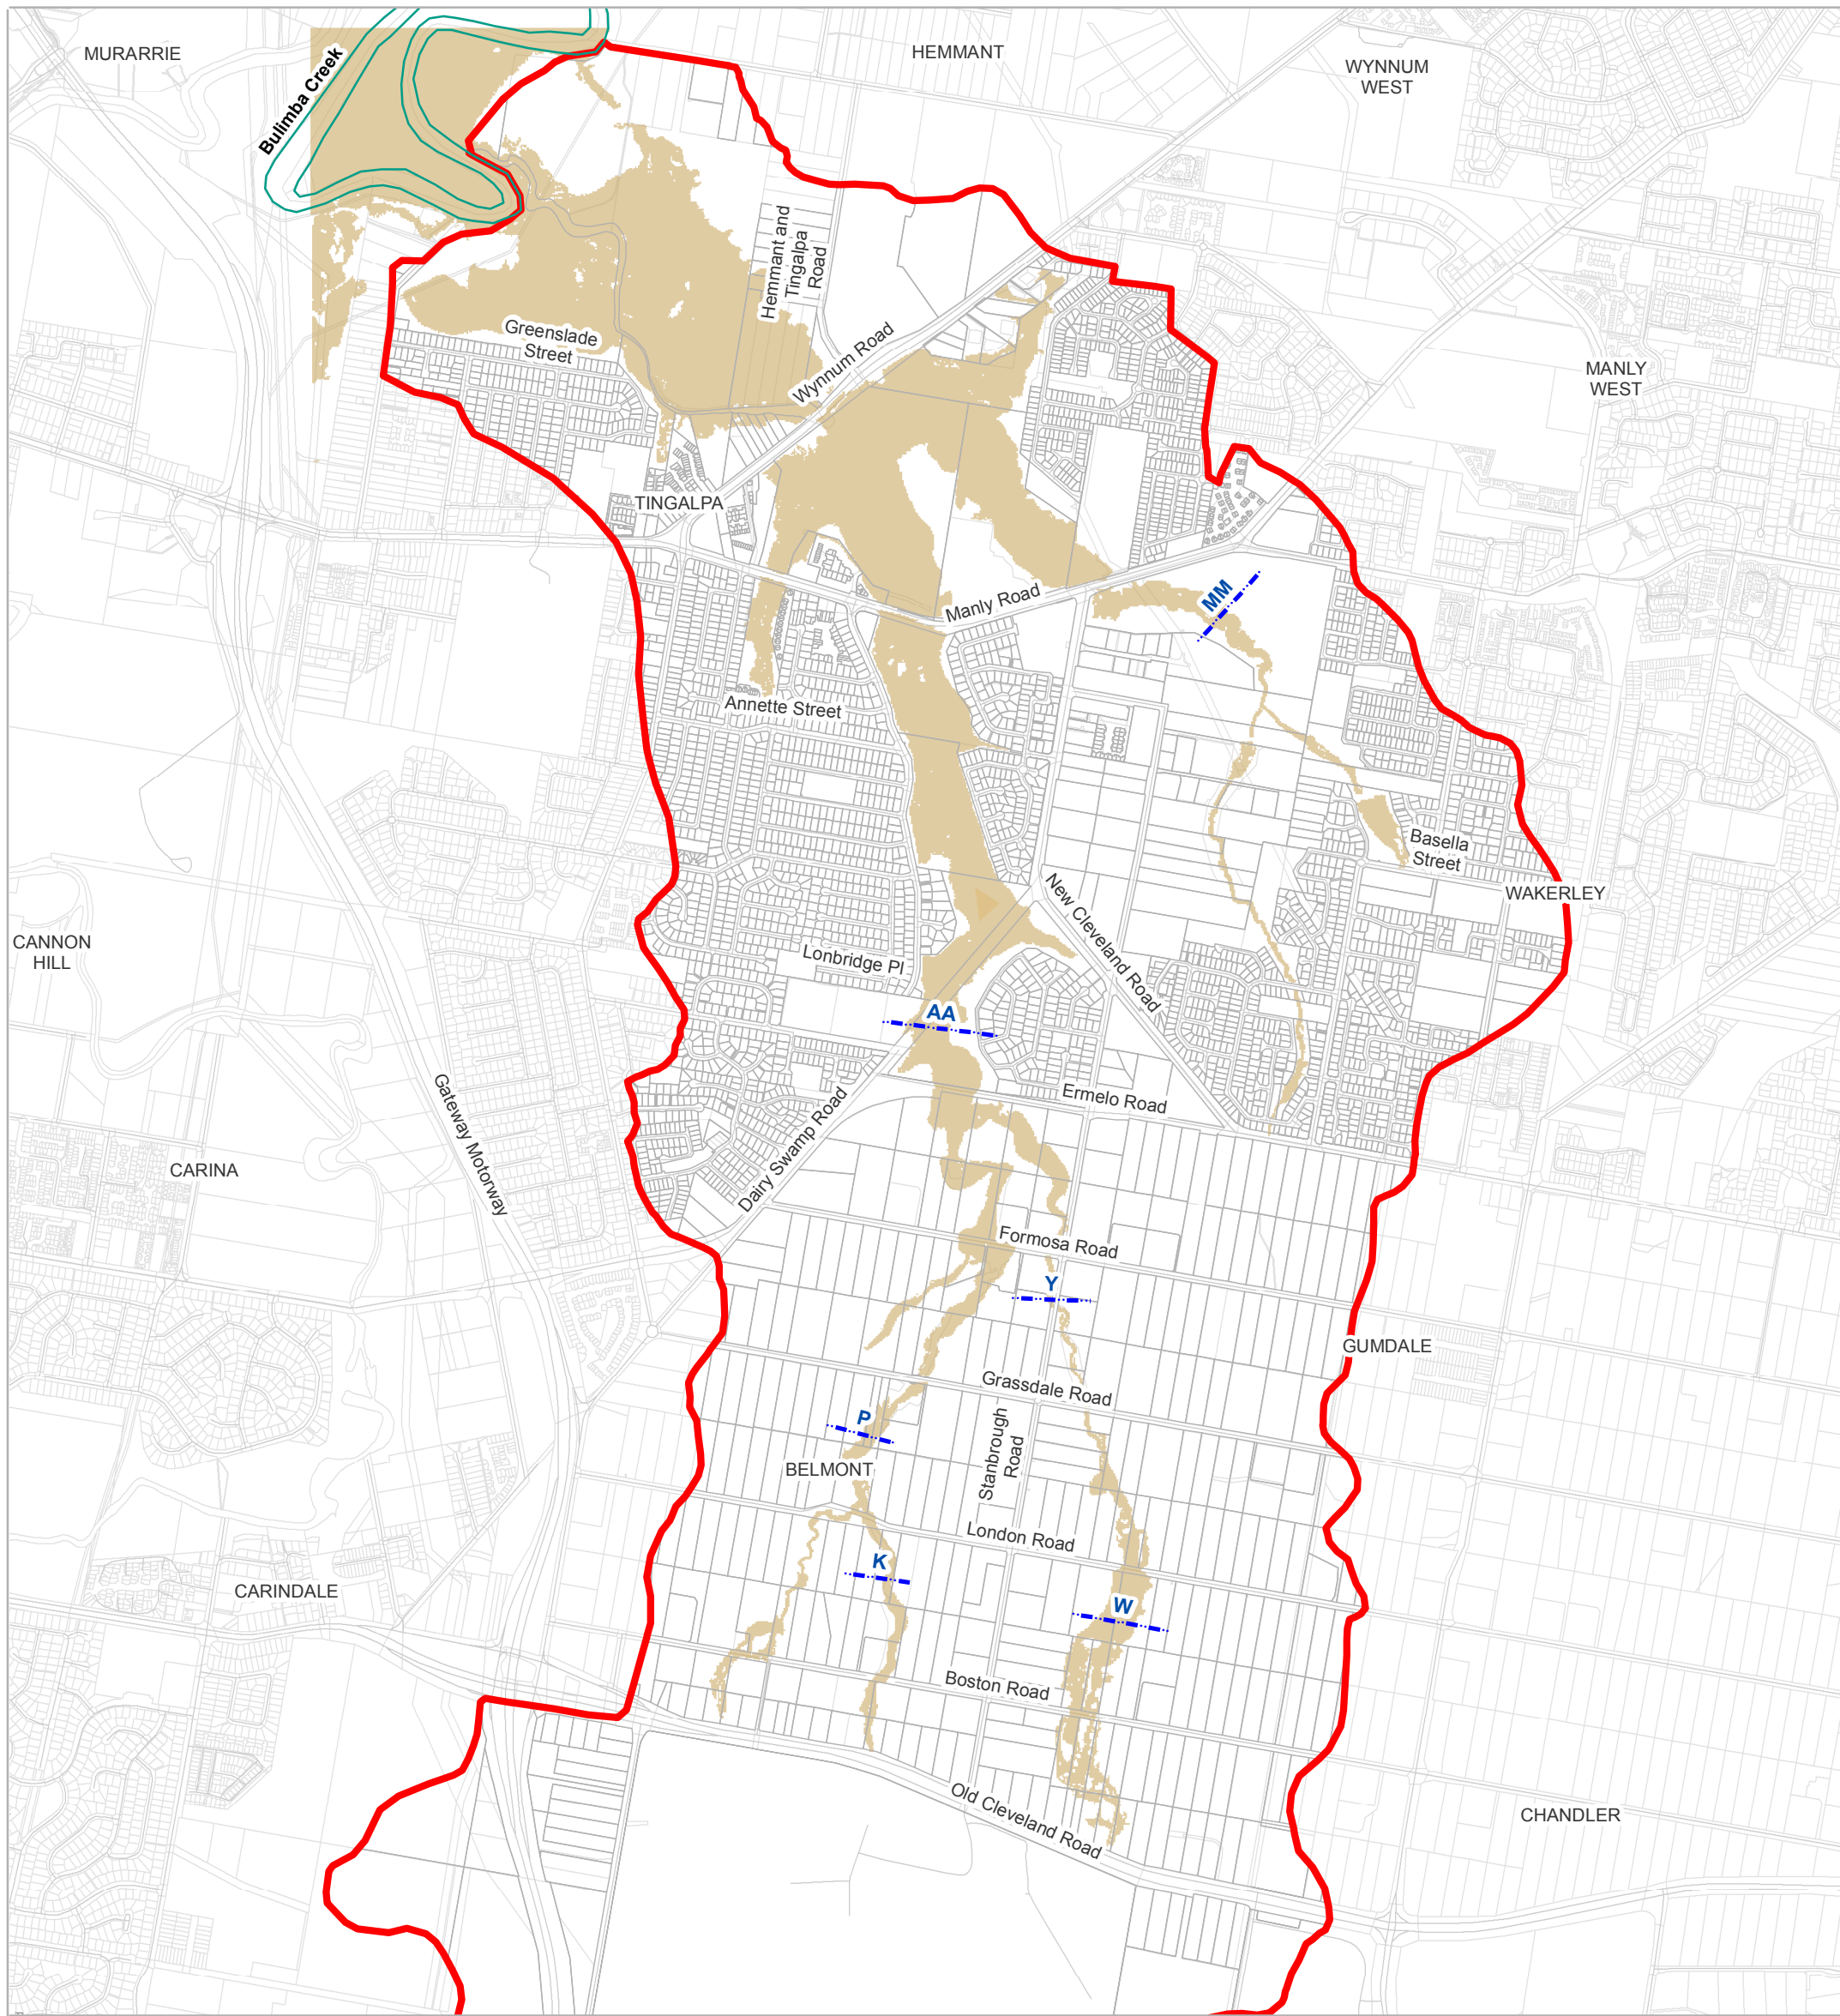 MURARRIE
HEMMANT
WYNNUM
WEST
Bulimba Creek
Hemmant and
Tingalpa
Road
Greenslade
Street
Wynnum Road
MANLY
WEST
TINGALPA
MM
Manly Road
Annette Street
Basella
Street
WAKERLEY
New Cleveland Road
CANNON
HILL
Lonbridge Pl
AA
Ermelo Road
Gateway Motorway
Dairy Swamp Road
CARINA
Formosa Road
Y
GUMDALE
Grassdale Road
P
Stanbrough
Road
BELMONT
London Road
K
CARINDALE
W
Boston Road
Old Cleveland Road
CHANDLER